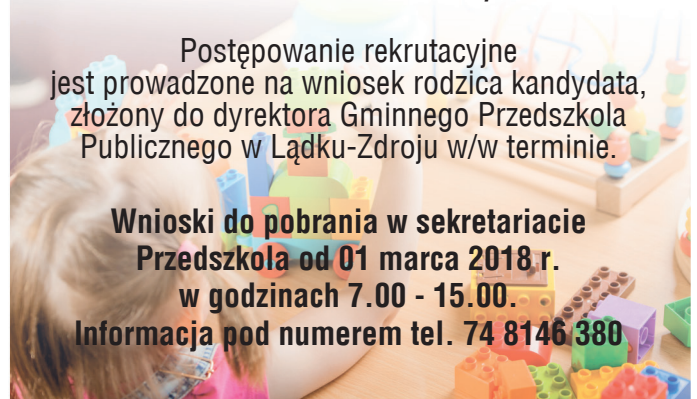 Postępowanie rekrutacyjne
jest prowadzone na wniosek rodzica kandydata,
złożony do dyrektora Gminnego Przedszkola
Publicznego w Lądku-Zdroju w/w terminie.
Wnioski do pobrania w sekretariacie
Przedszkola od 01 marca 2018 r.
w godzinach 7.00 - 15.00.
Informacja pod numerem tel. 74 8146 380